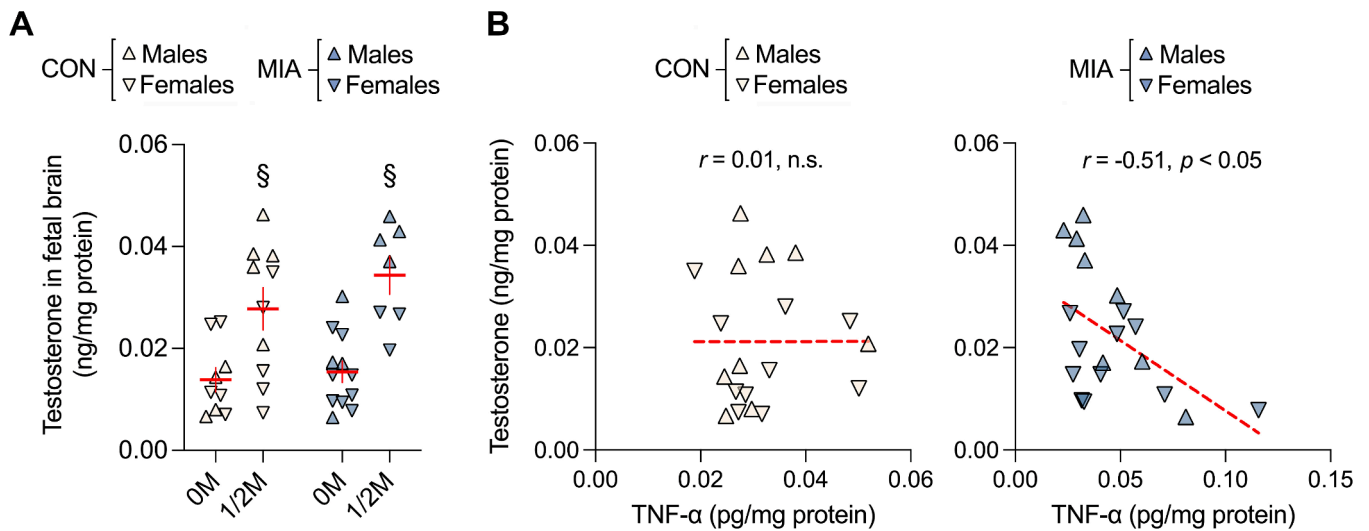 A
CON
Males
Females
MIA
Males
Females
Testosterone in fetal brain
(ng/mg protein)
0.06
0.04
0.02
0.00
§
§
0M
1/2M
0M
1/2M
B
CON
Males
Females
r = 0.01, n.s.
Testosterone (ng/mg protein)
0.06
0.04
0.02
0.00
0.00
0.02
0.04
0.06
TNF-α (pg/mg protein)
MIA
Males
Females
r = -0.51, p < 0.05
0.06
0.04
0.02
0.00
0.00
0.05
0.10
0.15
TNF-α (pg/mg protein)